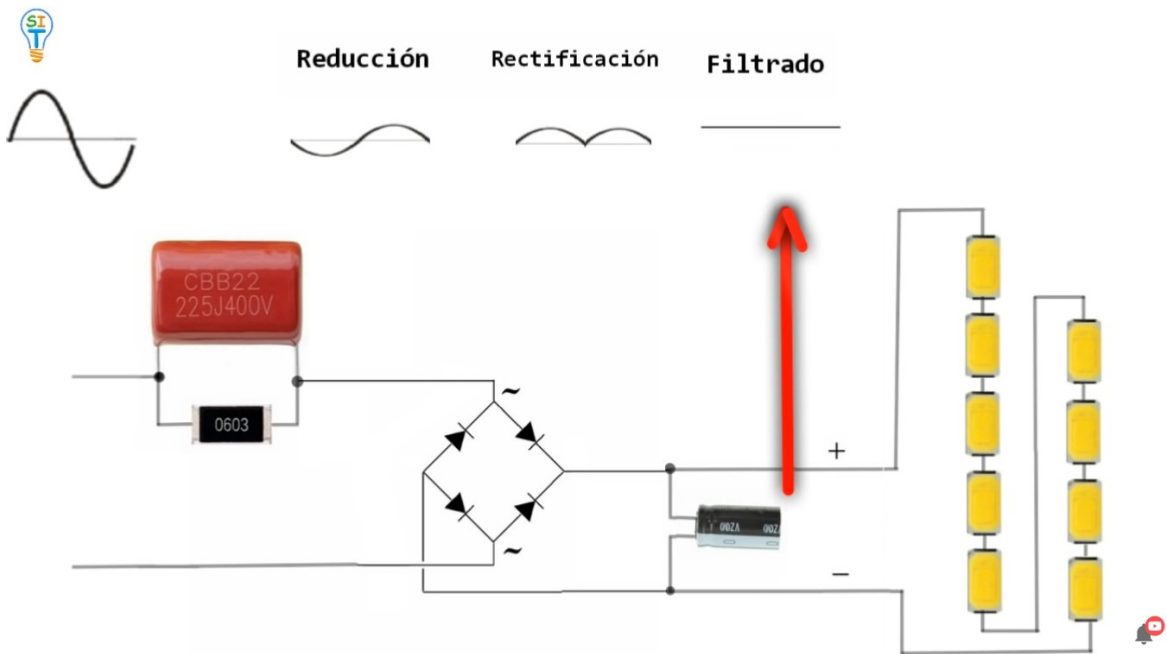 SI
T
Reducción
Rectificación
Filtrado
CBB22
225J400V
0603
~
+
~
−